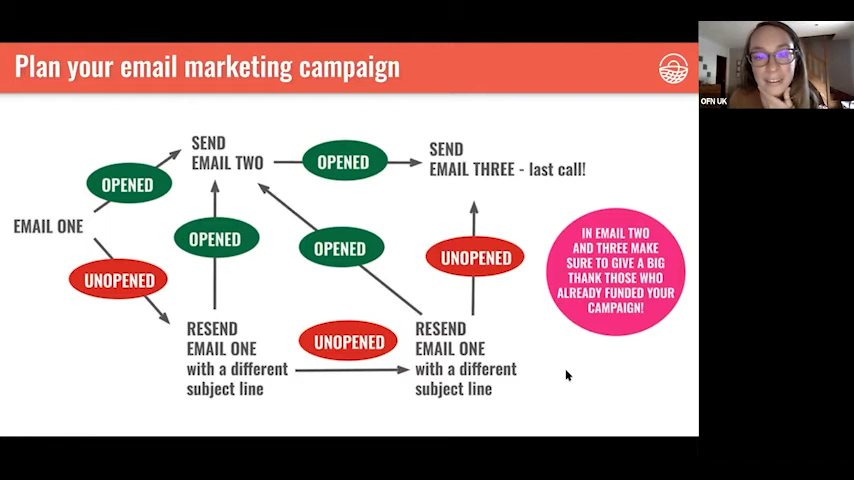 Plan your email marketing campaign
OFN UK
SEND
EMAIL TWO
OPENED
SEND
EMAIL THREE - last call!
OPENED
EMAIL ONE
OPENED
OPENED
UNOPENED
UNOPENED
IN EMAIL TWO
AND THREE MAKE
SURE TO GIVE A BIG
THANK THOSE WHO
ALREADY FUNDED YOUR
CAMPAIGN!
RESEND
EMAIL ONE
with a different
subject line
UNOPENED
RESEND
EMAIL ONE
with a different
subject line